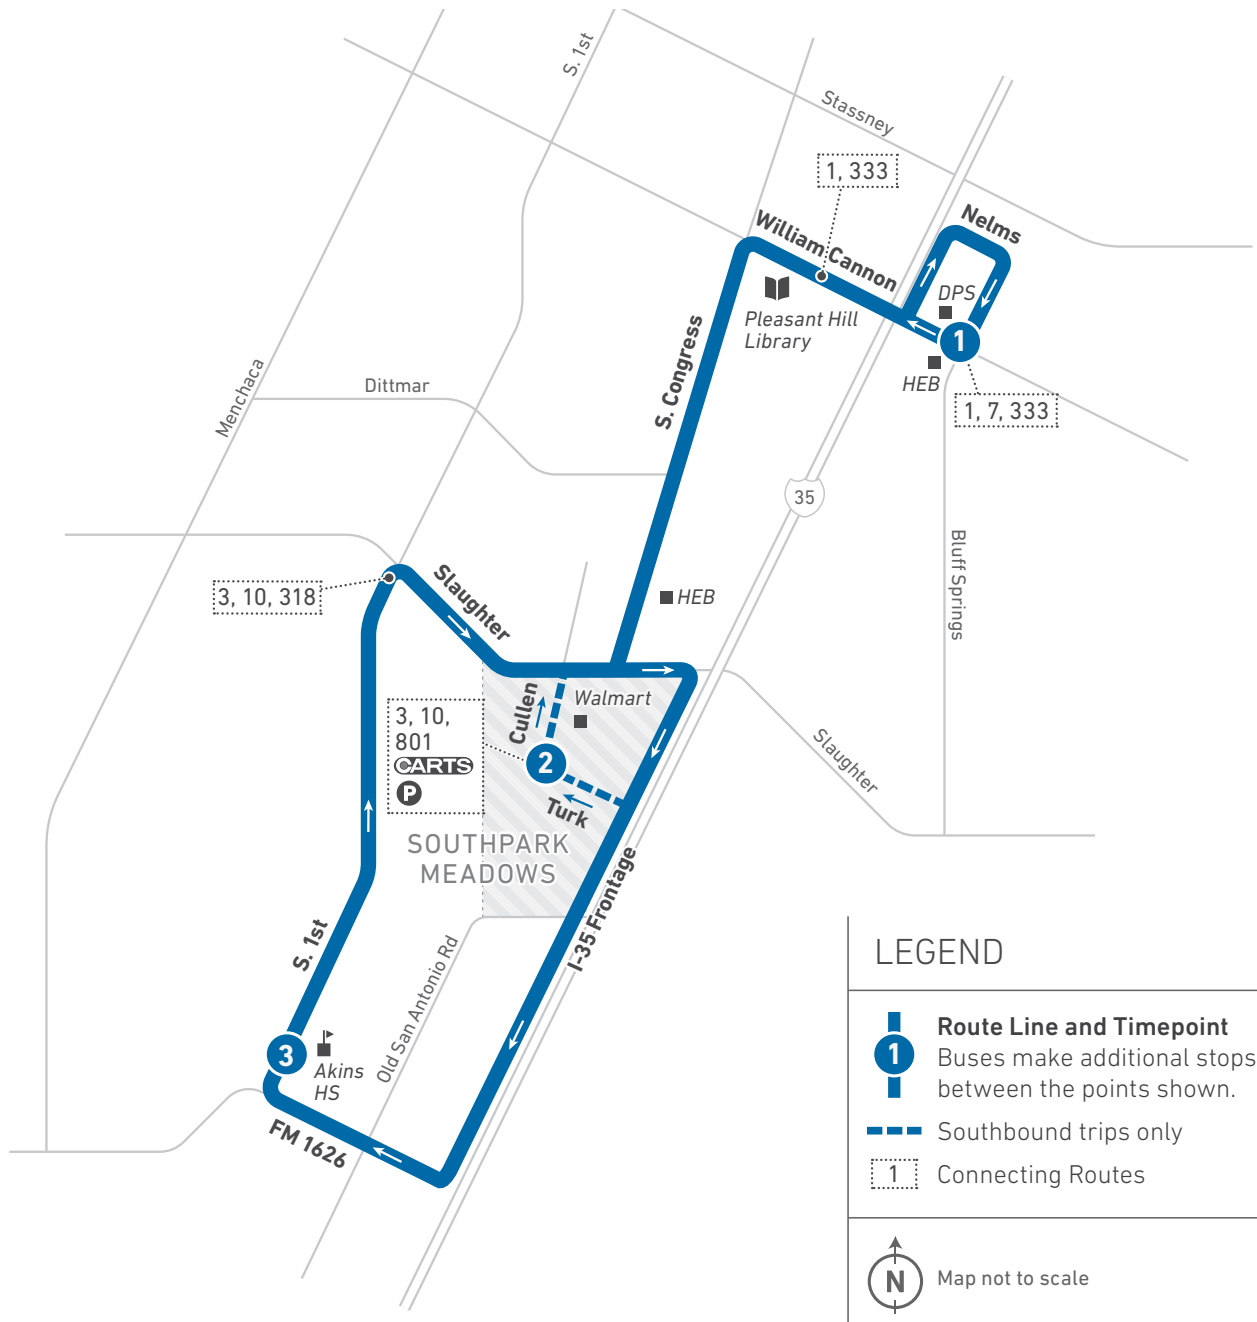 S. 1st
Stassney
1, 333
Nelms
William Cannon
DPS
Pleasant Hill
Library
1
HEB
1, 7, 333
S. Congress
Menchaca
Dittmar
35
Bluff Springs
Slaughter
3, 10, 318
HEB
Cullen
Walmart
3, 10,
801
CARTS
P
2
Turk
Slaughter
SOUTHPARK
MEADOWS
I-35 Frontage
S. 1st
Old San Antonio Rd
3
Akins
HS
FM 1626
LEGEND
1
Route Line and Timepoint
Buses make additional stops
between the points shown.
Southbound trips only
1
Connecting Routes
N
Map not to scale